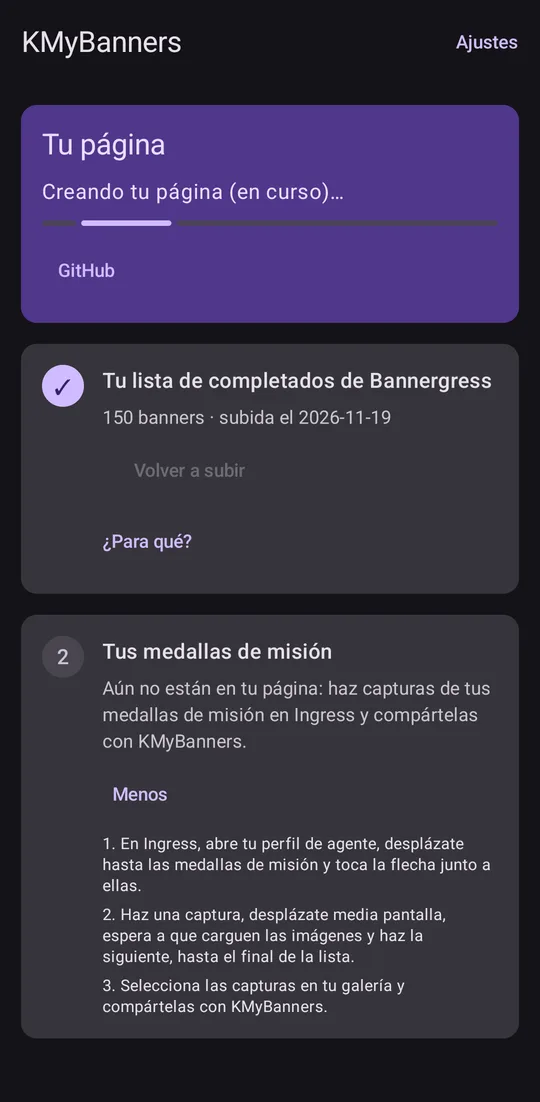 KMyBanners
Ajustes
Tu página
Creando tu página (en curso)…
GitHub
✓
Tu lista de completados de Bannergress
150 banners · subida el 2026-11-19
Volver a subir
¿Para qué?
2
Tus medallas de misión
Aún no están en tu página: haz capturas de tus
medallas de misión en Ingress y compártelas
con KMyBanners.
Menos
1. En Ingress, abre tu perfil de agente, desplázate
hasta las medallas de misión y toca la flecha junto a
ellas.
2. Haz una captura, desplázate media pantalla,
espera a que carguen las imágenes y haz la
siguiente, hasta el final de la lista.
3. Selecciona las capturas en tu galería y
compártelas con KMyBanners.